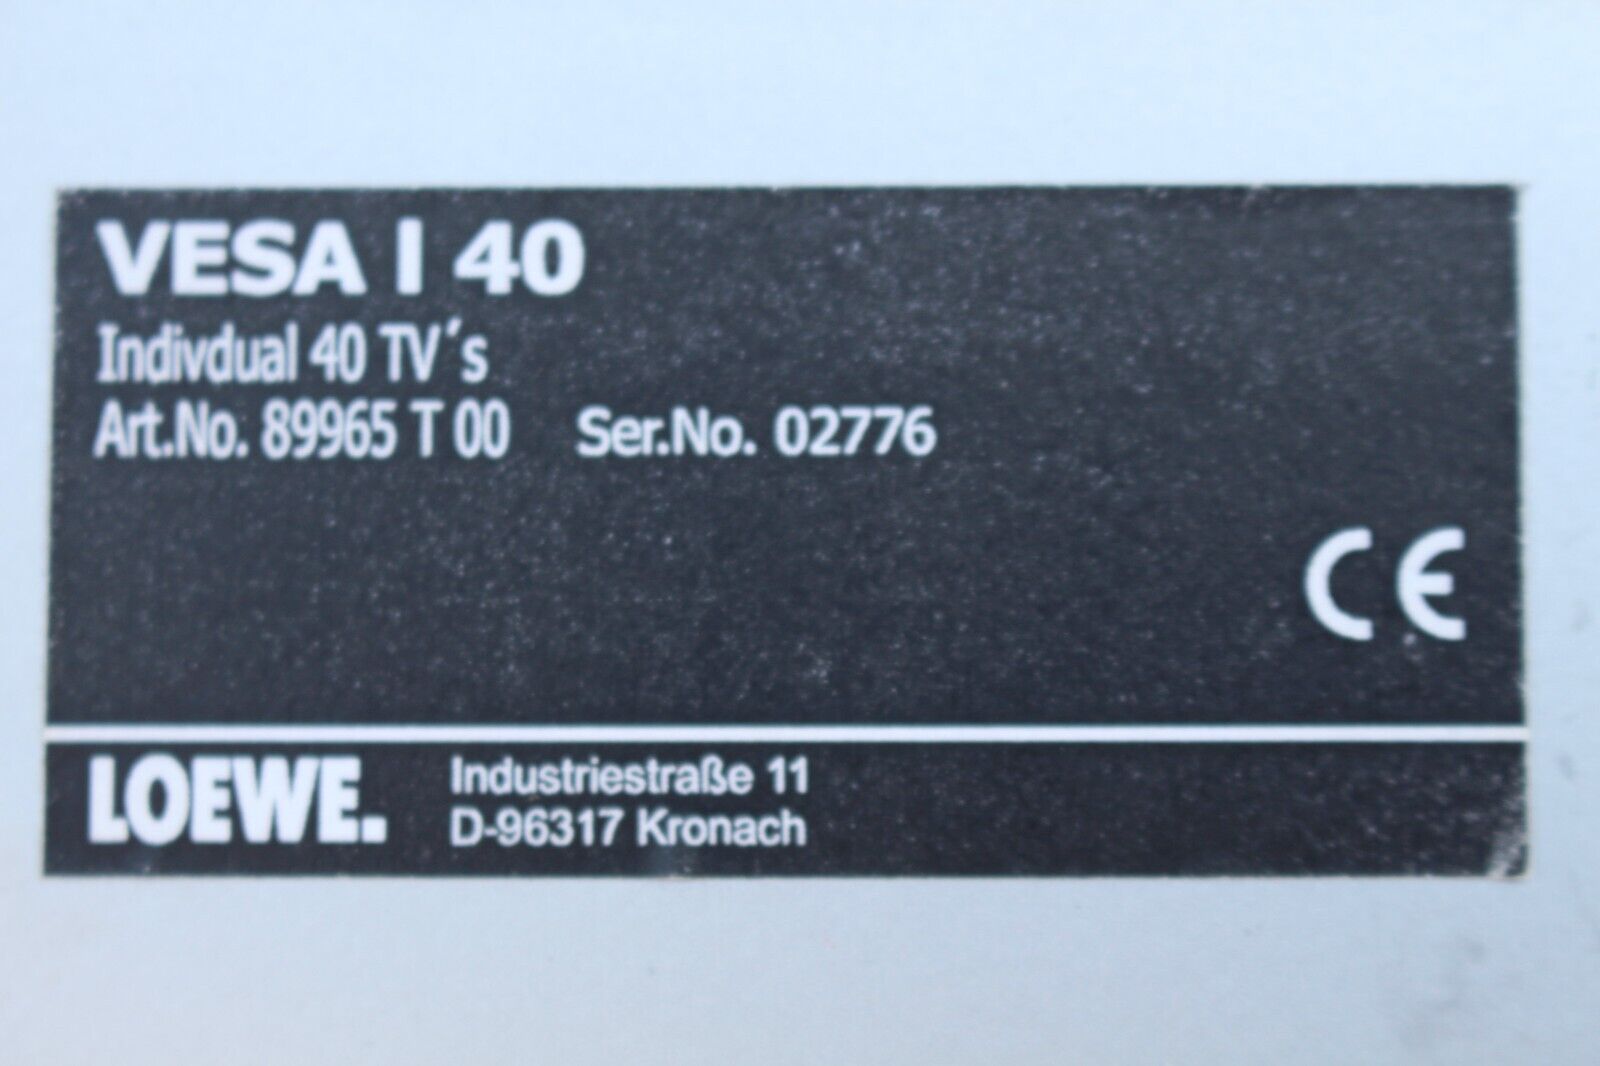 VESA I 40
Indivdual 40 TV´s
Art.No. 89965 T 00 Ser.No. 02776
CE
LOEWE. Industriestraße 11
D-96317 Kronach